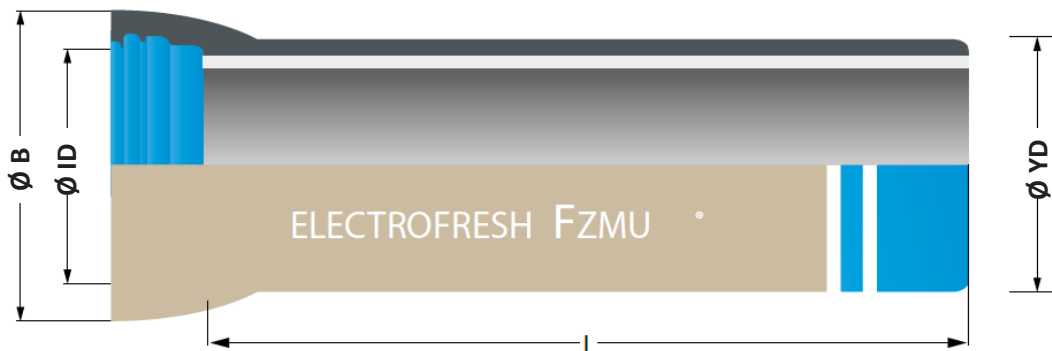 Ø B
Ø ID
ELECTROFRESH FZMU ®
Ø YD
l